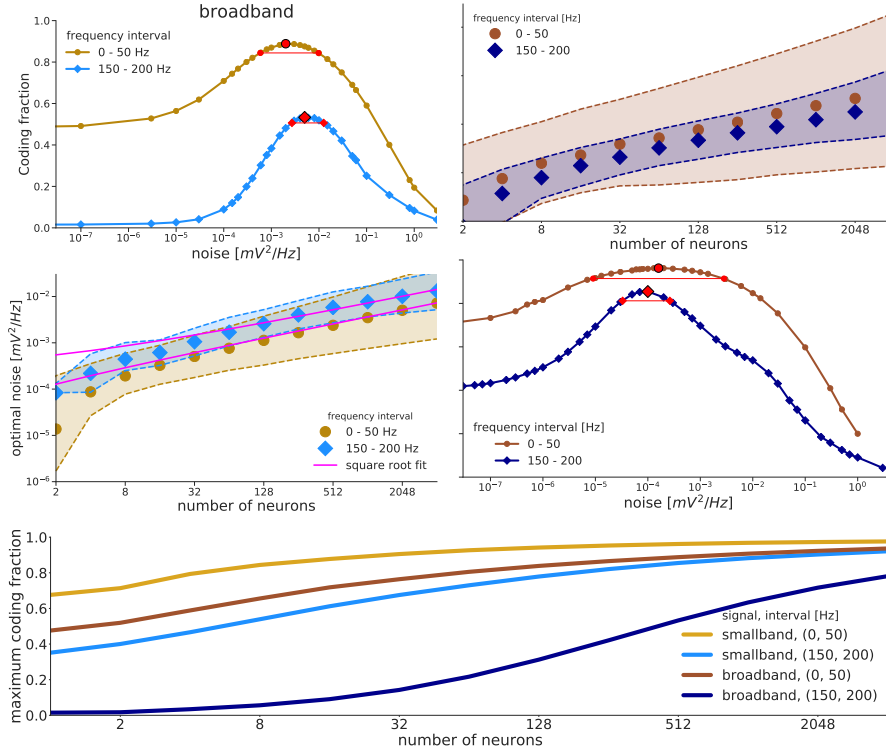 broadband
1.0
0.8
0.6
0.4
0.2
0.0
Coding fraction
frequency interval
0 - 50 Hz
150 - 200 Hz
10⁻⁷ 10⁻⁶ 10⁻⁵ 10⁻⁴ 10⁻³ 10⁻² 10⁻¹ 10⁰
noise [mV²/Hz]
frequency interval [Hz]
0 - 50
150 - 200
2 8 32 128 512 2048
number of neurons
10⁻²
10⁻³
10⁻⁴
10⁻⁵
10⁻⁶
optimal noise [mV²/Hz]
frequency interval
0 - 50 Hz
150 - 200 Hz
square root fit
2 8 32 128 512 2048
number of neurons
frequency interval [Hz]
0 - 50
150 - 200
10⁻⁷ 10⁻⁶ 10⁻⁵ 10⁻⁴ 10⁻³ 10⁻² 10⁻¹ 10⁰
noise [mV²/Hz]
1.0
0.8
0.6
0.4
0.2
0.0
maximum coding fraction
signal, interval [Hz]
smallband, (0, 50)
smallband, (150, 200)
broadband, (0, 50)
broadband, (150, 200)
2 8 32 128 512 2048
number of neurons